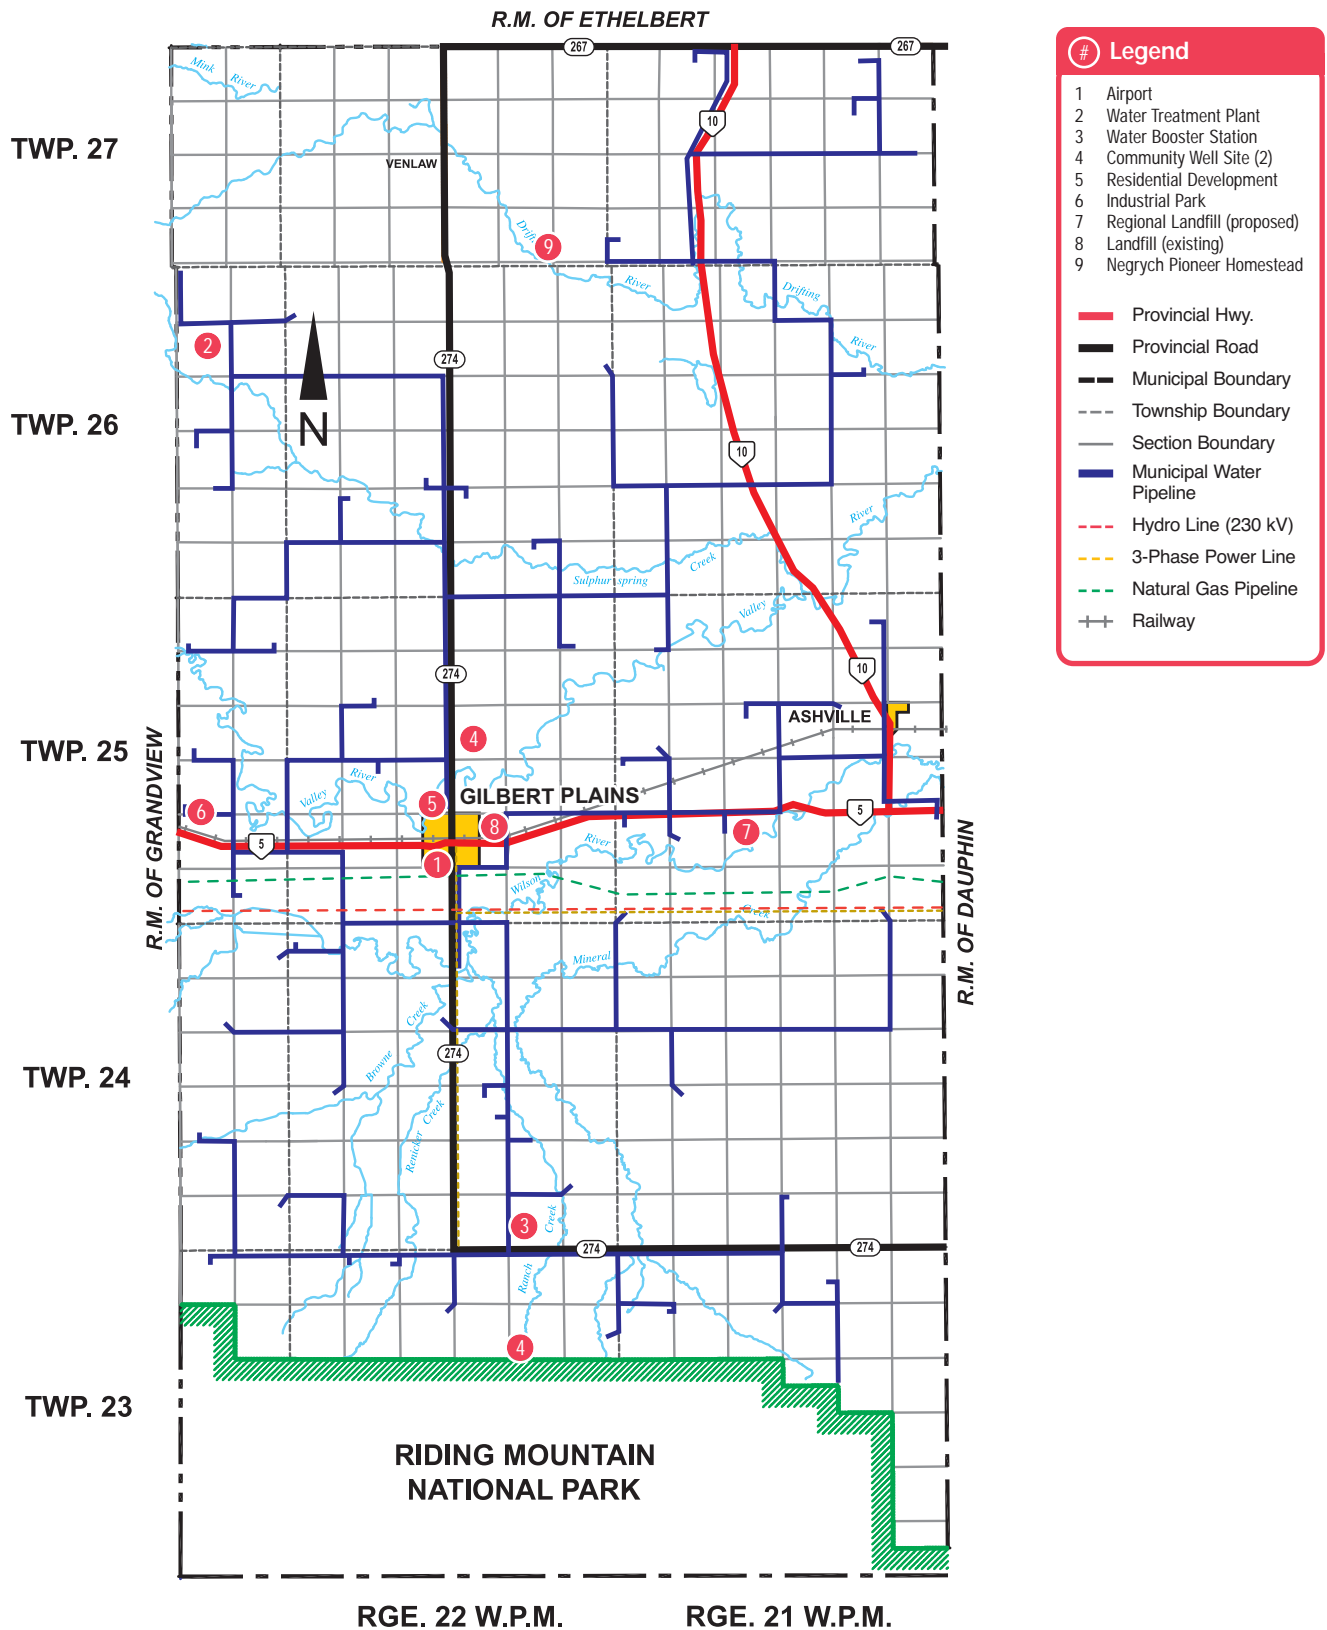 R.M. OF ETHELBERT
267
267
# Legend
1 Airport
2 Water Treatment Plant
3 Water Booster Station
4 Community Well Site (2)
5 Residential Development
6 Industrial Park
7 Regional Landfill (proposed)
8 Landfill (existing)
9 Negrych Pioneer Homestead
Provincial Hwy.
Provincial Road
Municipal Boundary
Township Boundary
Section Boundary
Municipal Water
Pipeline
Hydro Line (230 kV)
3-Phase Power Line
Natural Gas Pipeline
Railway
Mink River
10
TWP. 27
VENLAW
9
River
Drifting
River
2
274
N
TWP. 26
10
River
Creek
Sulphur spring
Valley
274
10
ASHVILLE
4
TWP. 25
River
Valley
5
GILBERT PLAINS
6
8
7
5
5
River
1
Wilson
R.M. OF GRANDVIEW
R.M. OF DAUPHIN
Creek
Mineral
Creek
Browne
274
TWP. 24
Creek
Renicker
3
Creek
274
274
Ranch
4
TWP. 23
RIDING MOUNTAIN
NATIONAL PARK
RGE. 22 W.P.M.
RGE. 21 W.P.M.